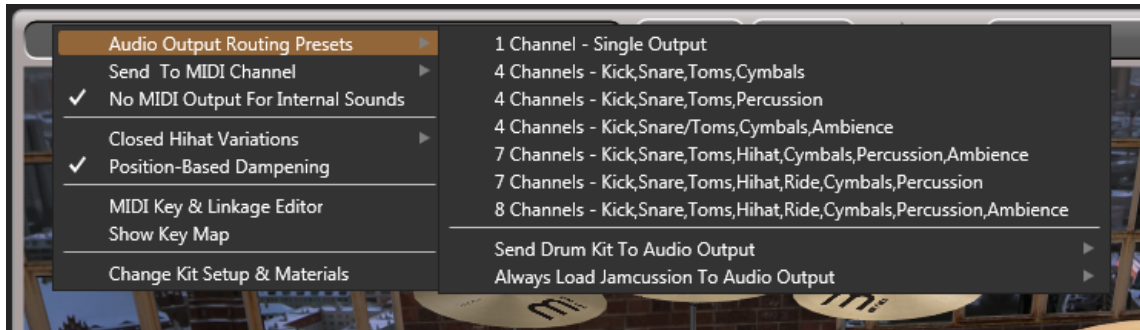 Audio Output Routing Presets
Send  To MIDI Channel
No MIDI Output For Internal Sounds
Closed Hihat Variations
Position-Based Dampening
MIDI Key & Linkage Editor
Show Key Map
Change Kit Setup & Materials
1 Channel - Single Output
4 Channels - Kick,Snare,Toms,Cymbals
4 Channels - Kick,Snare,Toms,Percussion
4 Channels - Kick,Snare/Toms,Cymbals,Ambience
7 Channels - Kick,Snare,Toms,Hihat,Cymbals,Percussion,Ambience
7 Channels - Kick,Snare,Toms,Hihat,Ride,Cymbals,Percussion
8 Channels - Kick,Snare,Toms,Hihat,Ride,Cymbals,Percussion,Ambience
Send Drum Kit To Audio Output
Always Load Jamcussion To Audio Output